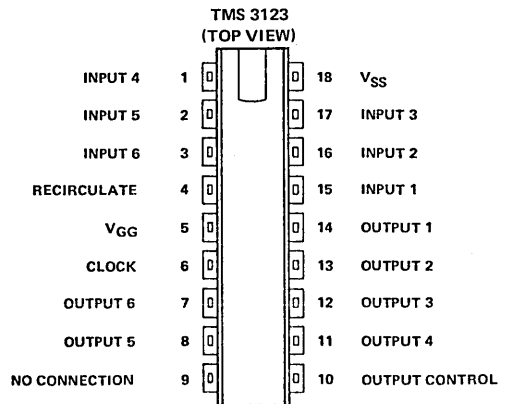 TMS 3123
(TOP VIEW)
INPUT 4 1 18 VSS
INPUT 5 2 17 INPUT 3
INPUT 6 3 16 INPUT 2
RECIRCULATE 4 15 INPUT 1
VGG 5 14 OUTPUT 1
CLOCK 6 13 OUTPUT 2
OUTPUT 6 7 12 OUTPUT 3
OUTPUT 5 8 11 OUTPUT 4
NO CONNECTION 9 10 OUTPUT CONTROL